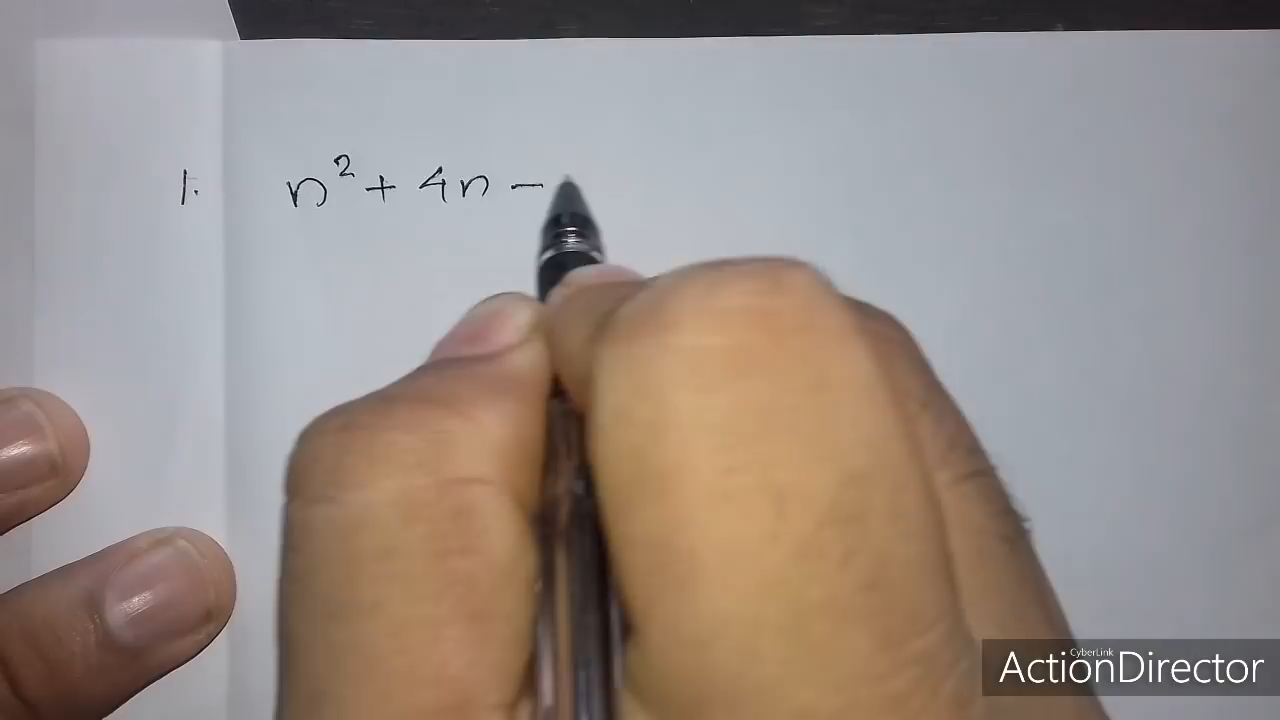 1. n² + 4n -
CyberLink
ActionDirector